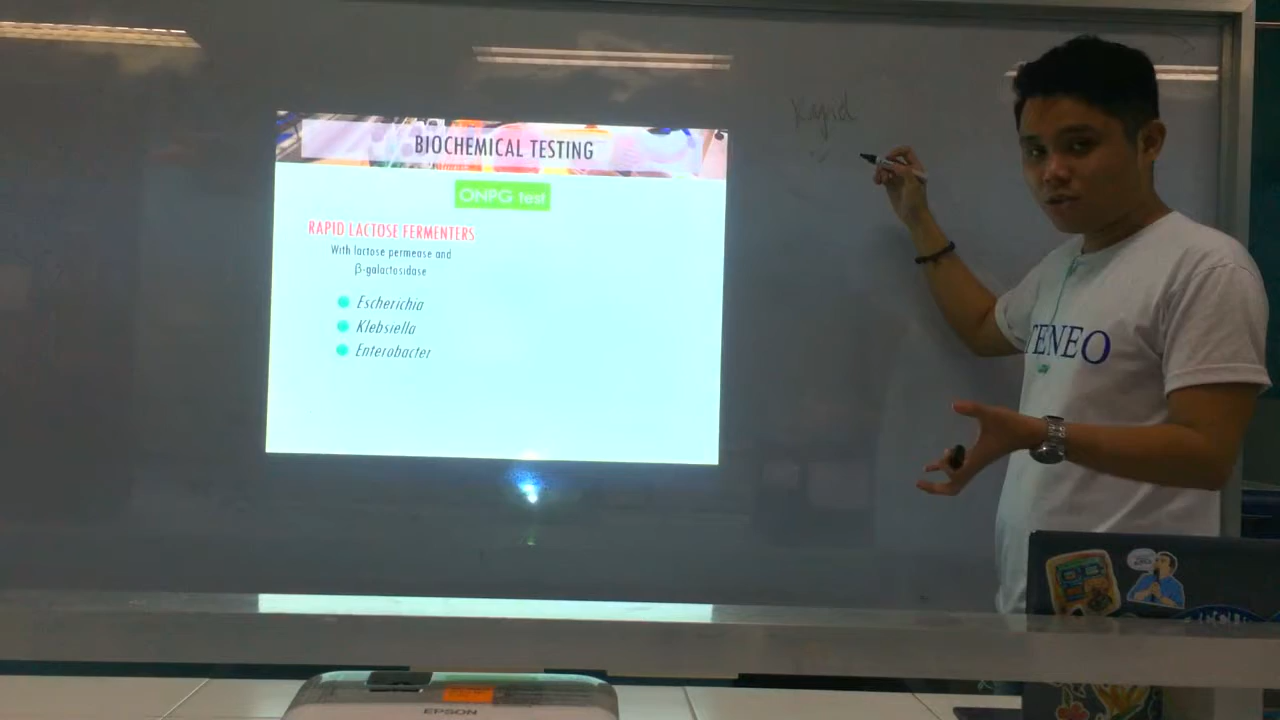 BIOCHEMICAL TESTING
ONPG Test
RAPID LACTOSE FERMENTERS
With lactose permease and
β-galactosidase
Escherichia
Klebsiella
Enterobacter
Rapid
TENEO
EPSON